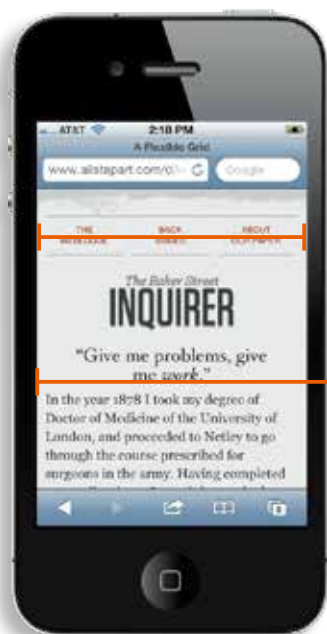 AT&T 2:18 PM
A Flexible Grid
www.alistapart.com/d/ Google
THE BACK ABOUT
OUR PAPER
The Baker Street
INQUIRER
“Give me problems, give
me work.”
In the year 1878 I took my degree of
Doctor of Medicine of the University of
London, and proceeded to Netley to go
through the course prescribed for
surgeons in the army. Having completed